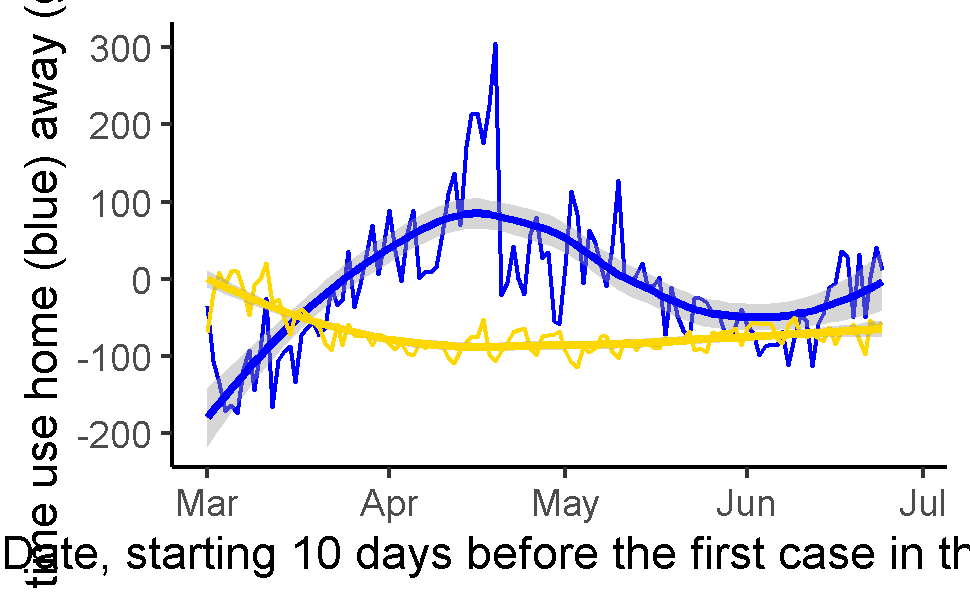 time use home (blue) away (
300
200
100
0
-100
-200
Mar Apr May Jun Jul
Date, starting 10 days before the first case in th